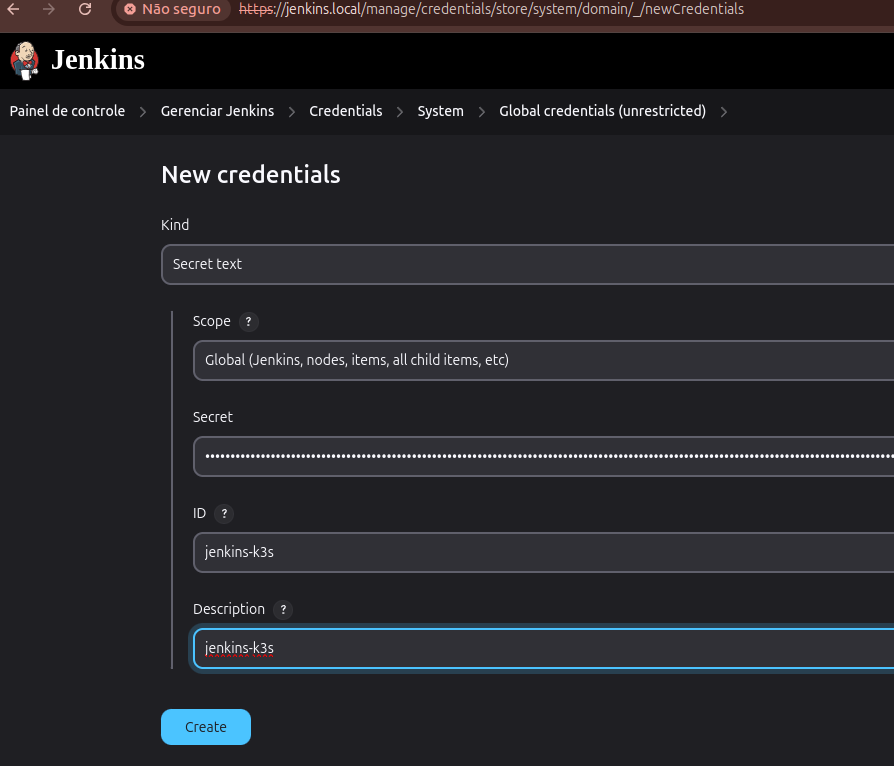 Não seguro https://jenkins.local/manage/credentials/store/system/domain/_/newCredentials
Jenkins
Painel de controle > Gerenciar Jenkins > Credentials > System > Global credentials (unrestricted) >
New credentials
Kind
Secret text
Scope ?
Global (Jenkins, nodes, items, all child items, etc)
Secret
ID ?
jenkins-k3s
Description ?
jenkins-k3s
Create